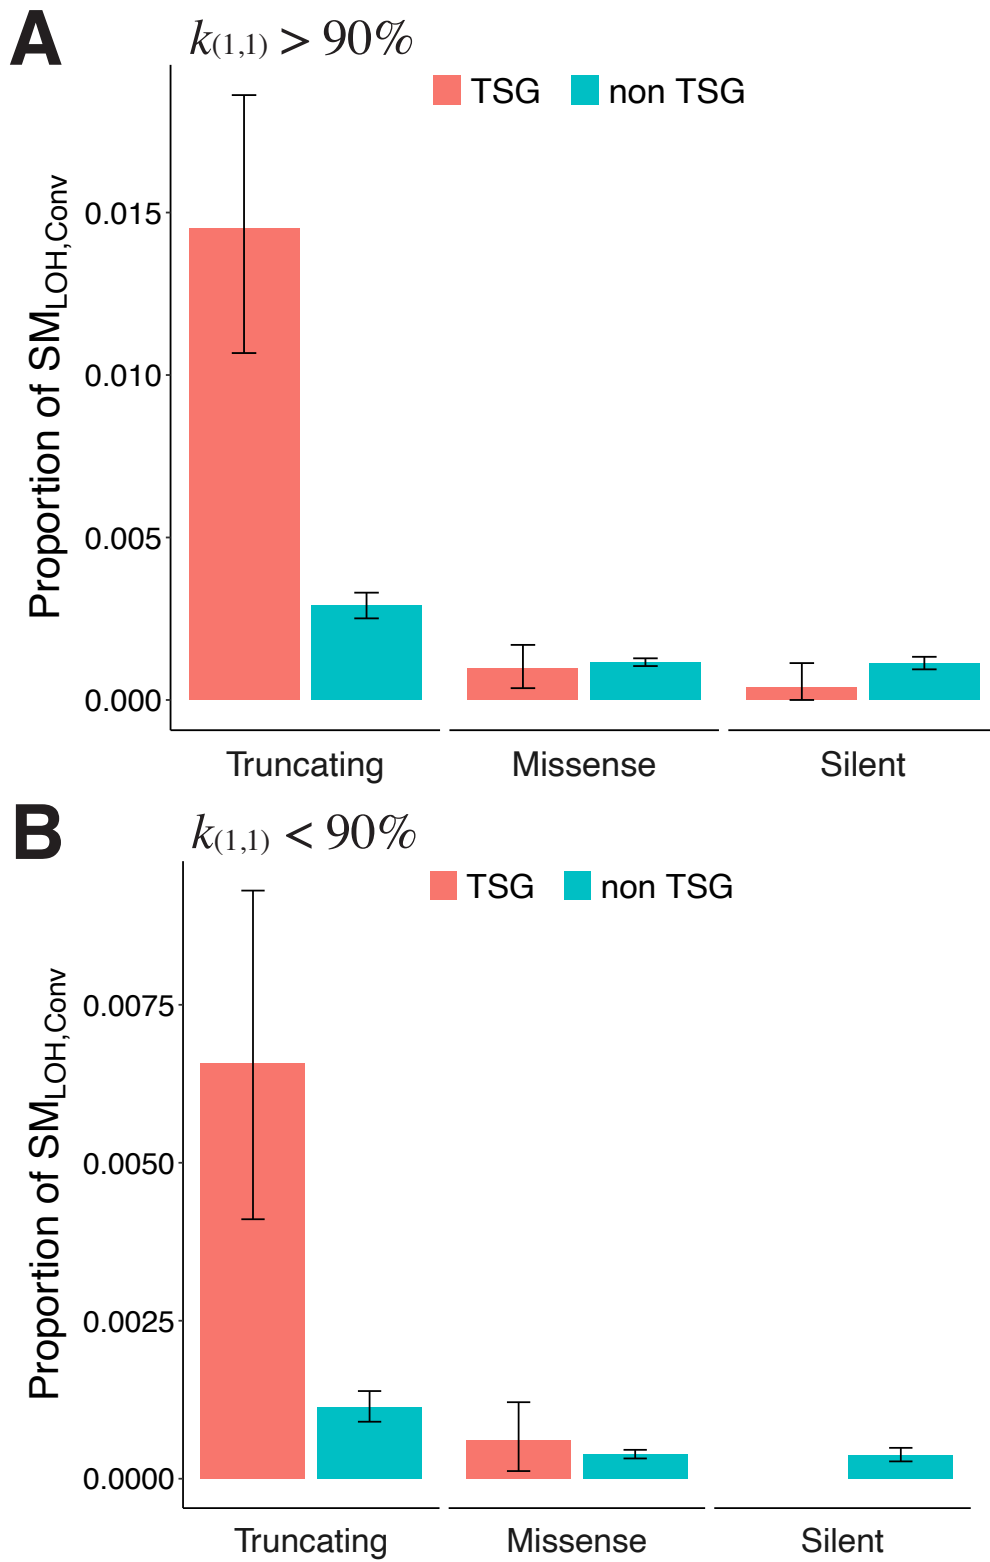 A
k(1,1) > 90%
TSG
non TSG
Proportion of SMLOH,Conv
0.015
0.010
0.005
0.000
Truncating
Missense
Silent
B
k(1,1) < 90%
TSG
non TSG
Proportion of SMLOH,Conv
0.0075
0.0050
0.0025
0.0000
Truncating
Missense
Silent